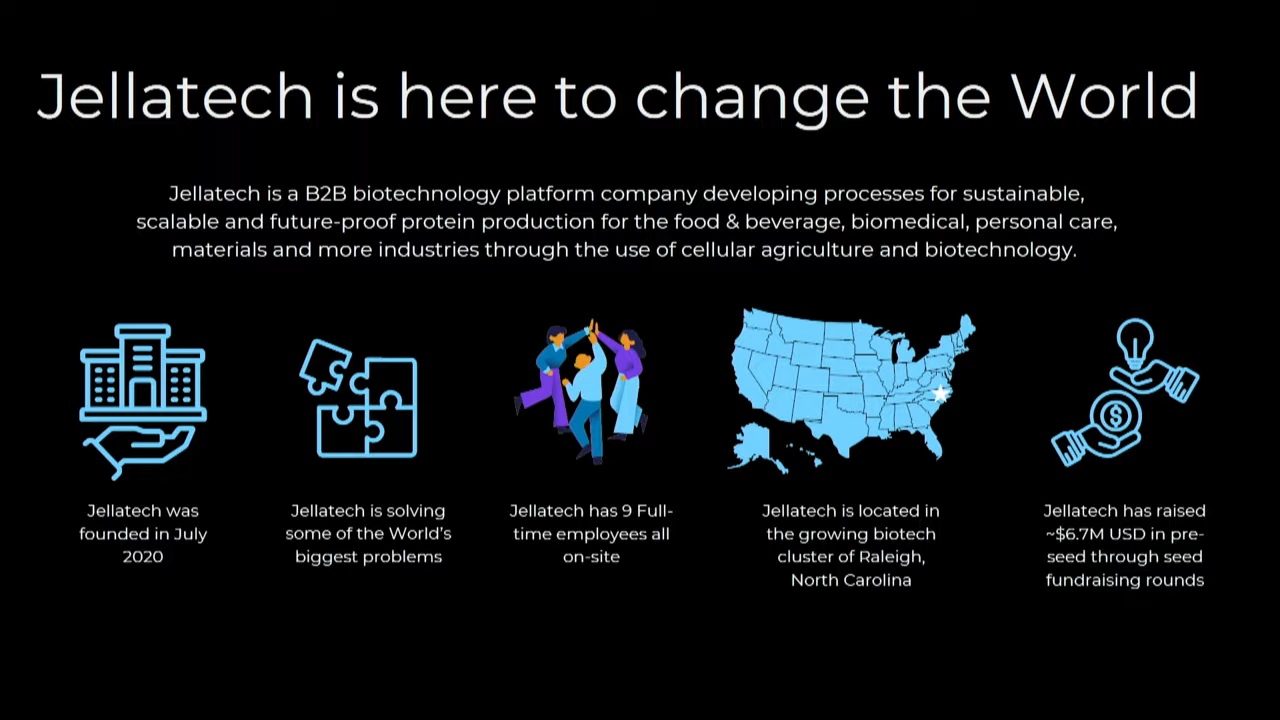 Jellatech is here to change the World
Jellatech is a B2B biotechnology platform company developing processes for sustainable,
scalable and future-proof protein production for the food & beverage, biomedical, personal care,
materials and more industries through the use of cellular agriculture and biotechnology.
Jellatech was
founded in July
2020
Jellatech is solving
some of the World's
biggest problems
Jellatech has 9 Full-
time employees all
on-site
Jellatech is located in
the growing biotech
cluster of Raleigh,
North Carolina
$
Jellatech has raised
~$6.7M USD in pre-
seed through seed
fundraising rounds